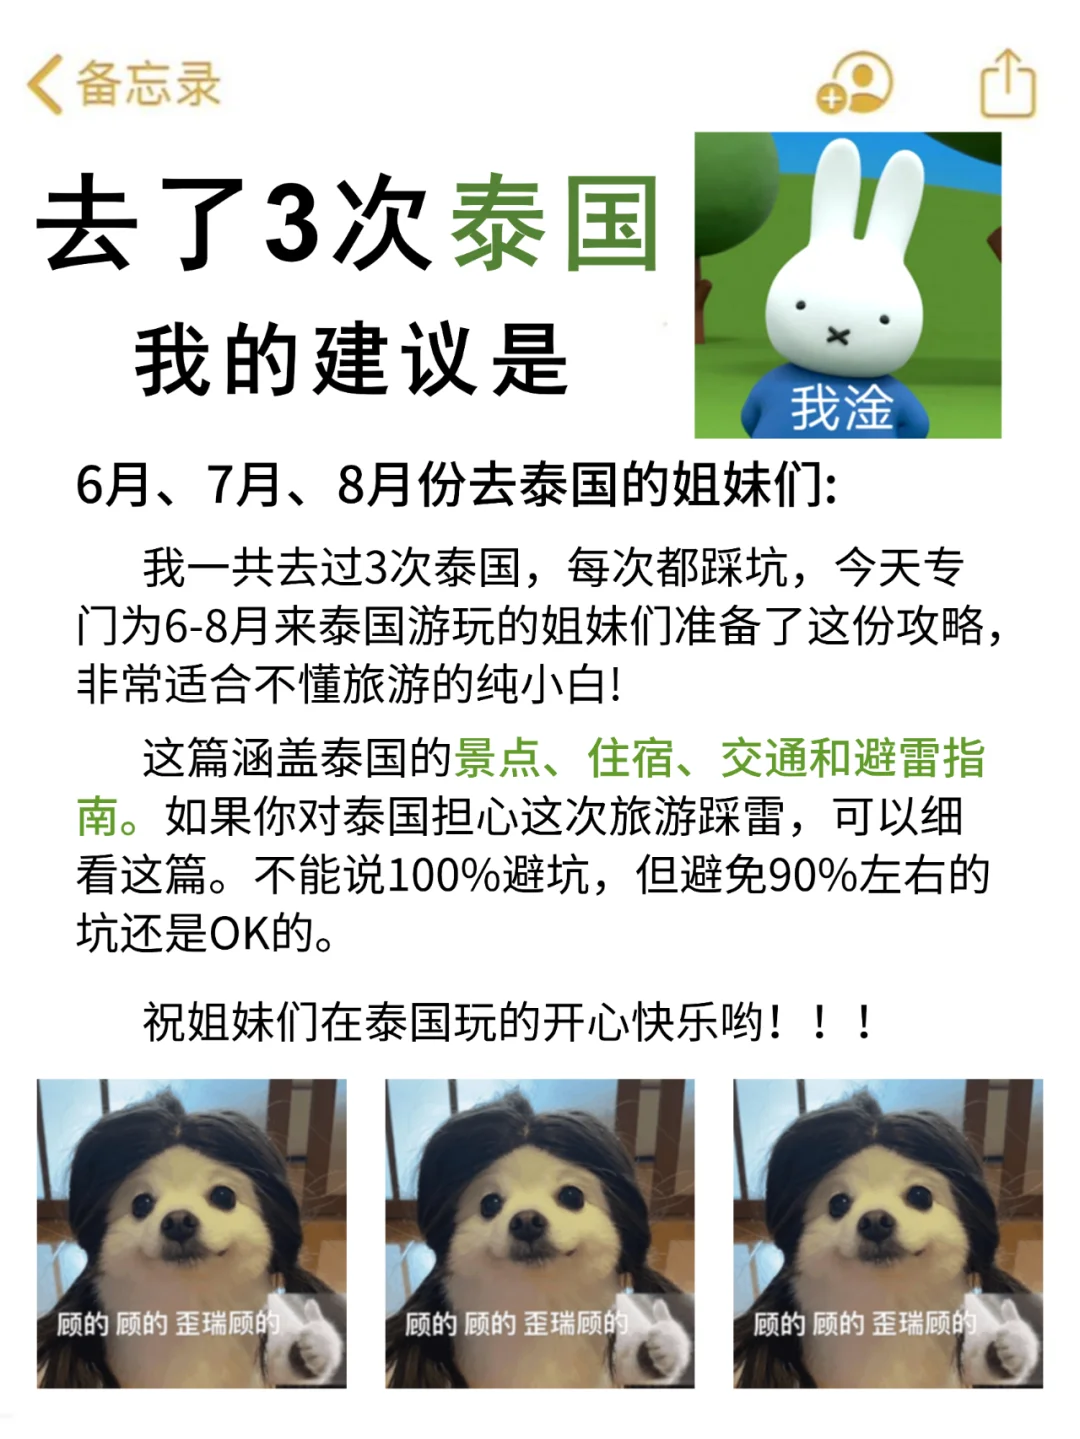 备忘录
去了3次泰国
我的建议是
我淦
6月、7月、8月份去泰国的姐妹们:
我一共去过3次泰国，每次都踩坑，今天专
门为6-8月来泰国游玩的姐妹们准备了这份攻略，
非常适合不懂旅游的纯小白!
这篇涵盖泰国的景点、住宿、交通和避雷指
南。如果你对泰国担心这次旅游踩雷，可以细
看这篇。不能说100%避坑，但避免90%左右的
坑还是OK的。
祝姐妹们在泰国玩的开心快乐哟！！！
顾的 顾的 歪瑞顾的
顾的 顾的 歪瑞顾的
顾的 顾的 歪瑞顾的